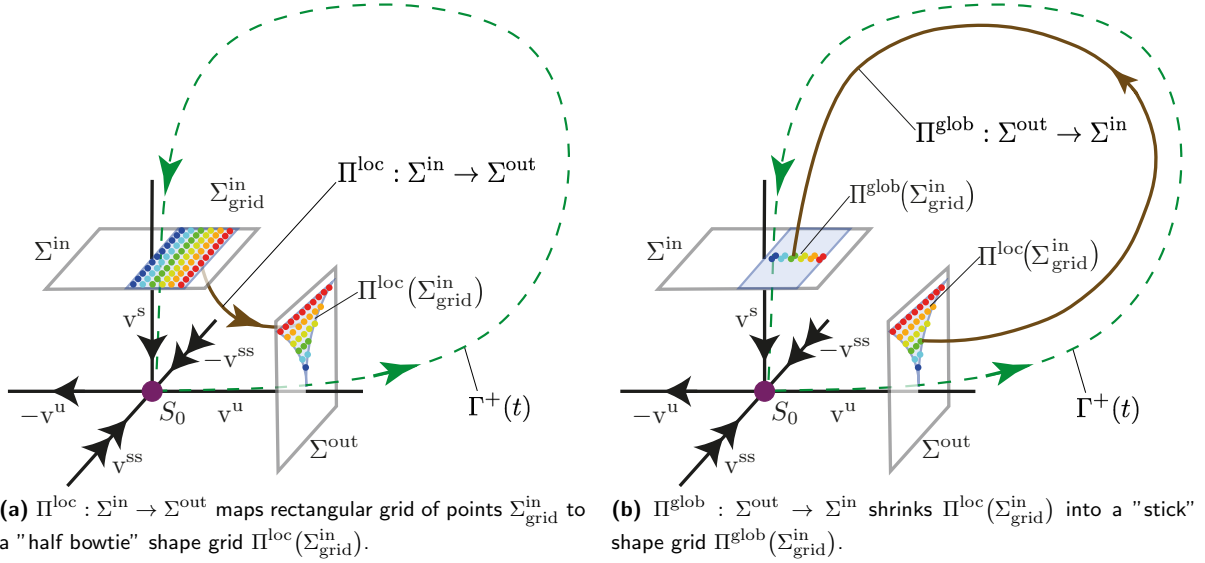 Π^loc : Σ^in → Σ^out
Σ^in_grid
Σ^in
Π^loc(Σ^in_grid)
v^s
−v^ss
−v^u
S_0
v^u
Γ^+(t)
v^ss
Σ^out
(a) Π^loc : Σ^in → Σ^out maps rectangular grid of points Σ^in_grid to
a "half bowtie" shape grid Π^loc(Σ^in_grid).
Π^glob : Σ^out → Σ^in
Π^glob(Σ^in_grid)
Σ^in
Π^loc(Σ^in_grid)
v^s
−v^ss
−v^u
S_0
v^u
Γ^+(t)
v^ss
Σ^out
(b) Π^glob : Σ^out → Σ^in shrinks Π^loc(Σ^in_grid) into a "stick"
shape grid Π^glob(Σ^in_grid).